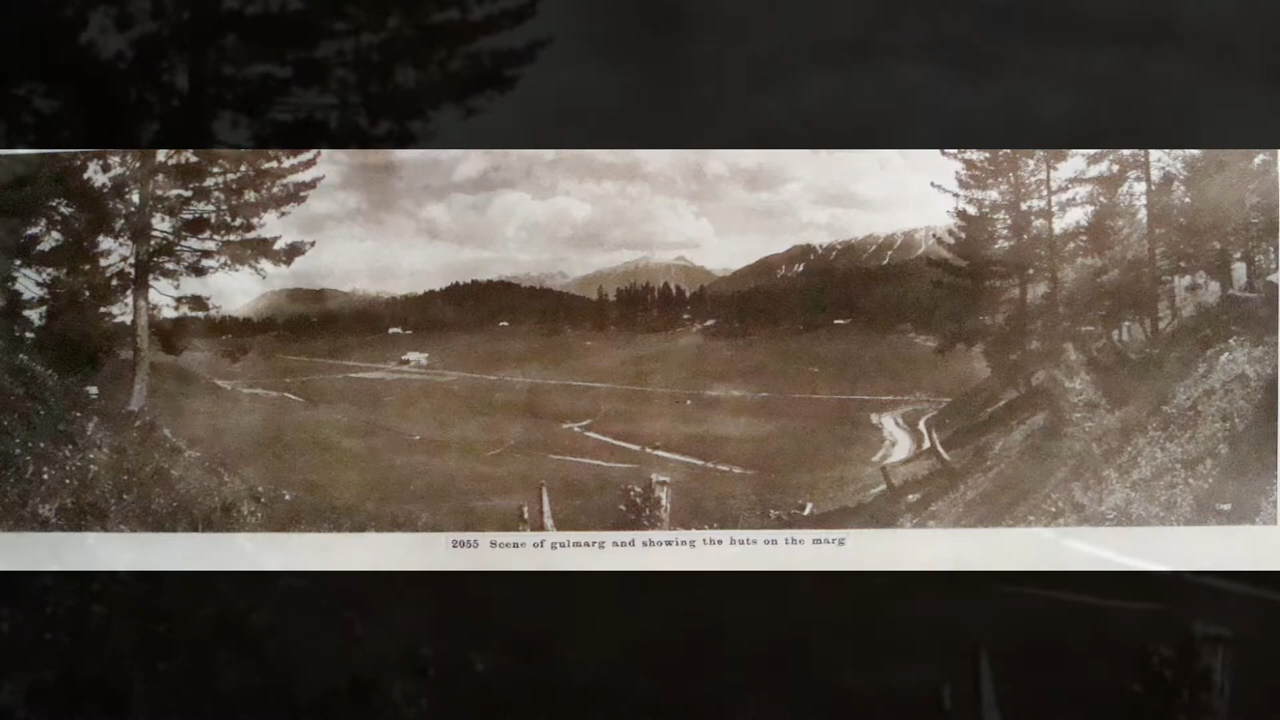 2055 Scene of gulmarg and showing the huts on the marg